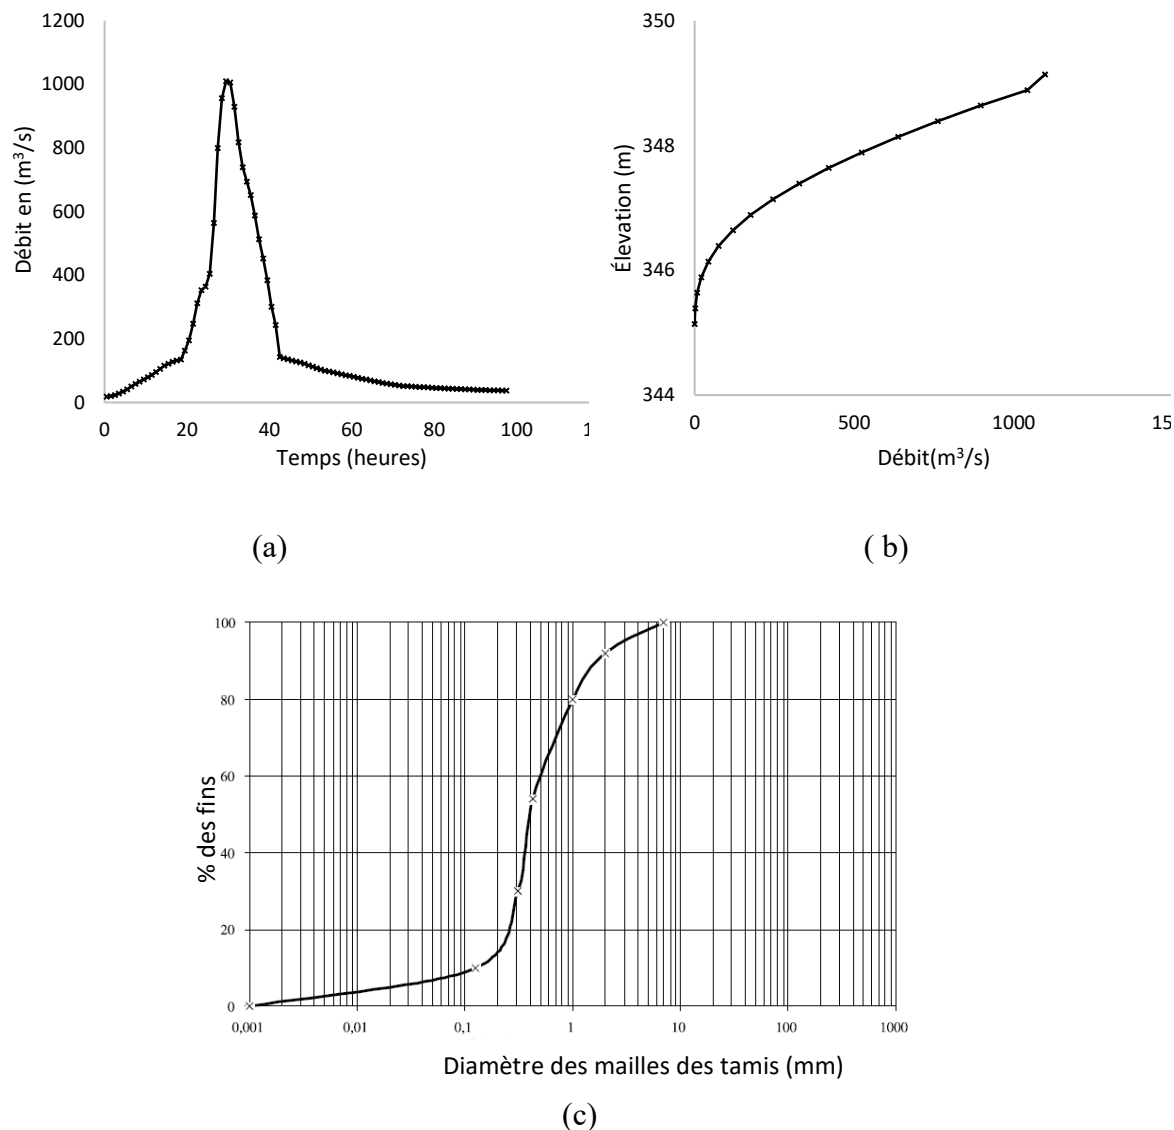 1200
1000
800
600
400
200
0
Débit en (m³/s)
0 20 40 60 80 100 1
Temps (heures)
(a)
350
348
346
344
Élevation (m)
0 500 1000 15
Débit(m³/s)
( b)
100
80
60
40
20
0
% des fins
0,001 0,01 0,1 1 10 100 1000
Diamètre des mailles des tamis (mm)
(c)